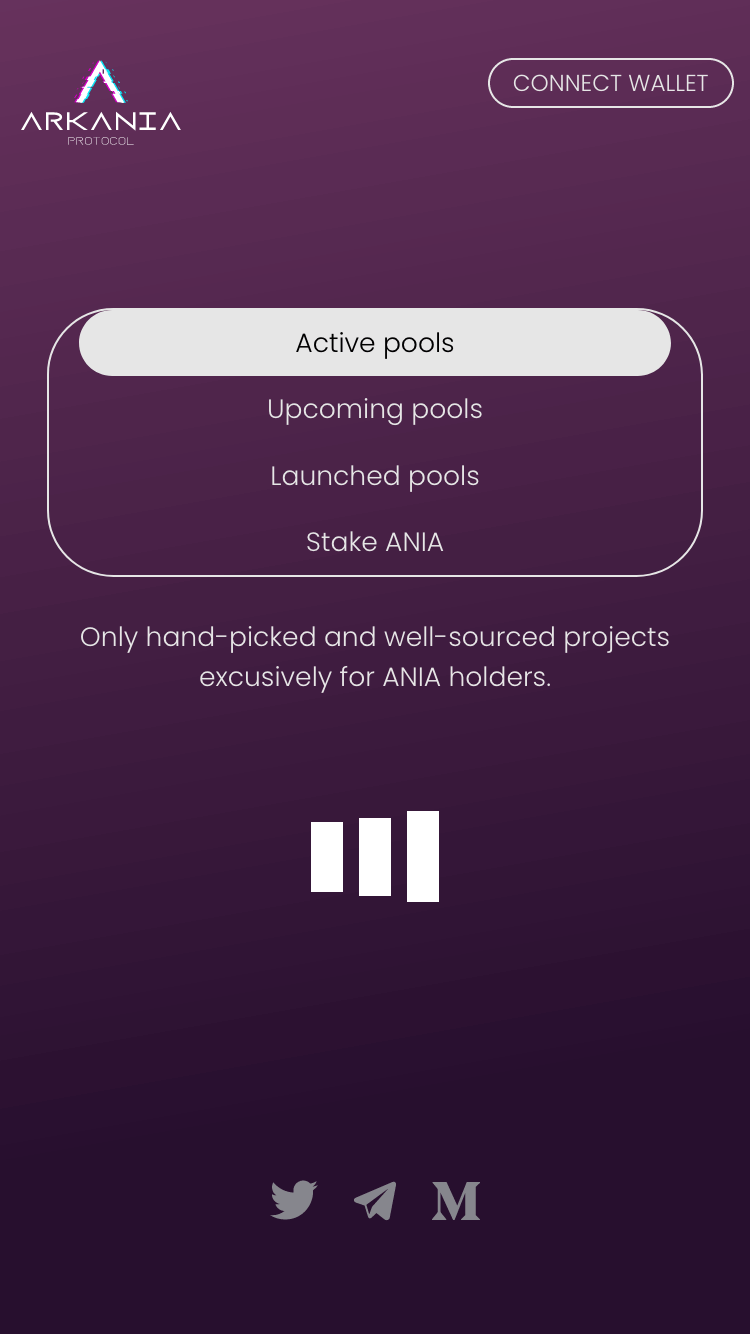 ARKANIA
PROTOCOL
CONNECT WALLET
Active pools
Upcoming pools
Launched pools
Stake ANIA
Only hand-picked and well-sourced projects
excusively for ANIA holders.